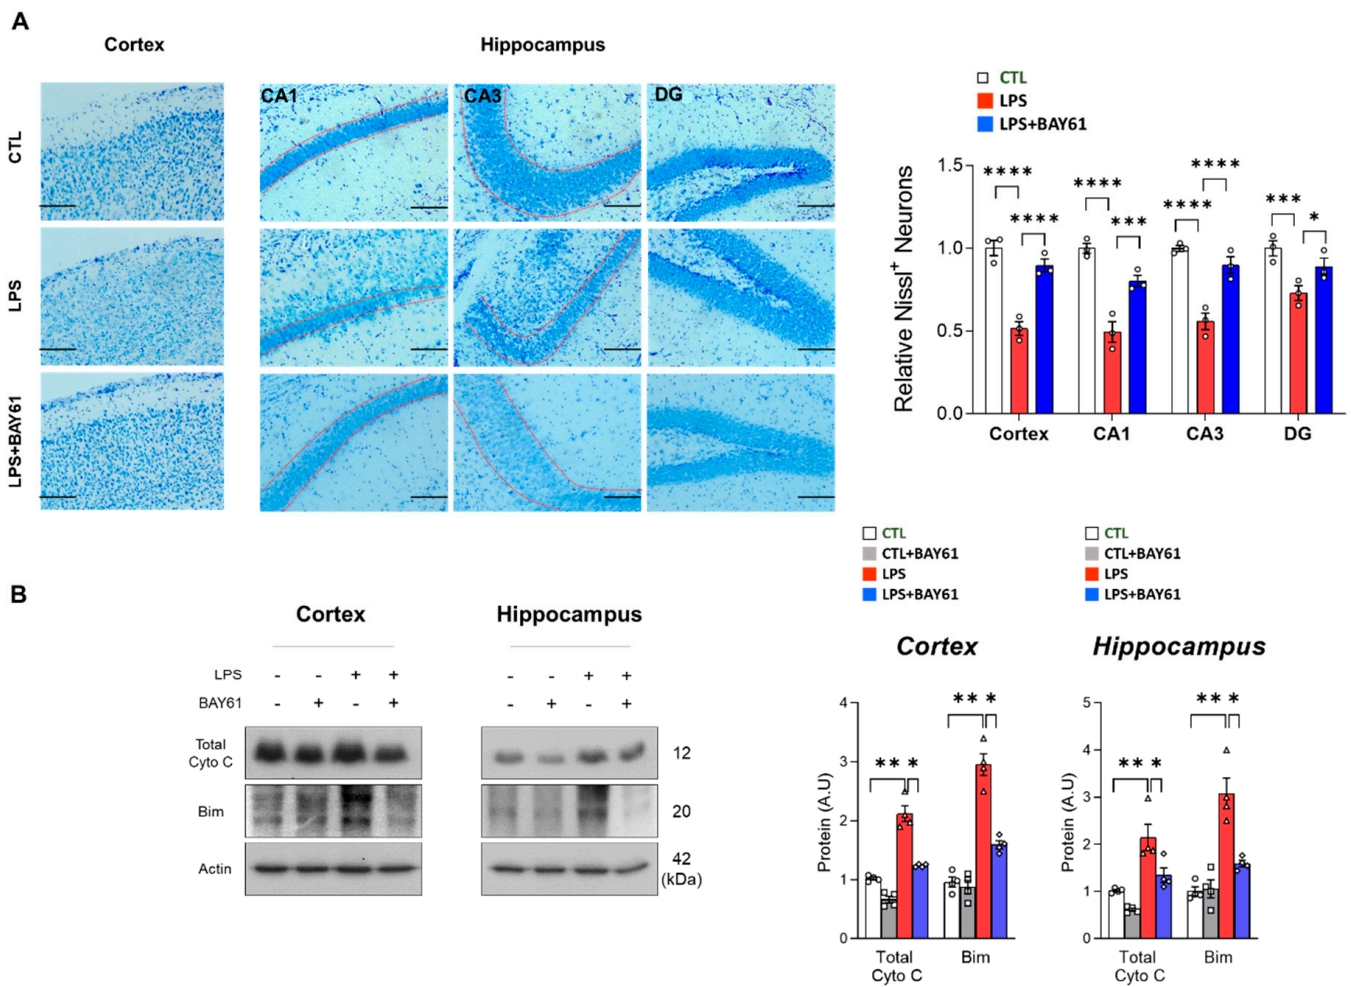 A
Cortex
Hippocampus
CA1
CA3
DG
CTL
LPS
LPS+BAY61
CTL
LPS
LPS+BAY61
Relative Nissl+ Neurons
1.5
1.0
0.5
0.0
**** **** **** *** **** **** *** *
Cortex CA1 CA3 DG
B
Cortex
Hippocampus
LPS - - + + - - + +
BAY61 - + - + - + - +
Total
Cyto C
12
Bim
20
Actin
42
(kDa)
CTL
CTL+BAY61
LPS
LPS+BAY61
Cortex
Protein (A.U)
4
3
2
1
0
** * ** *
Total
Cyto C
Bim
CTL
CTL+BAY61
LPS
LPS+BAY61
Hippocampus
Protein (A.U)
5
4
3
2
1
0
** * ** *
Total
Cyto C
Bim